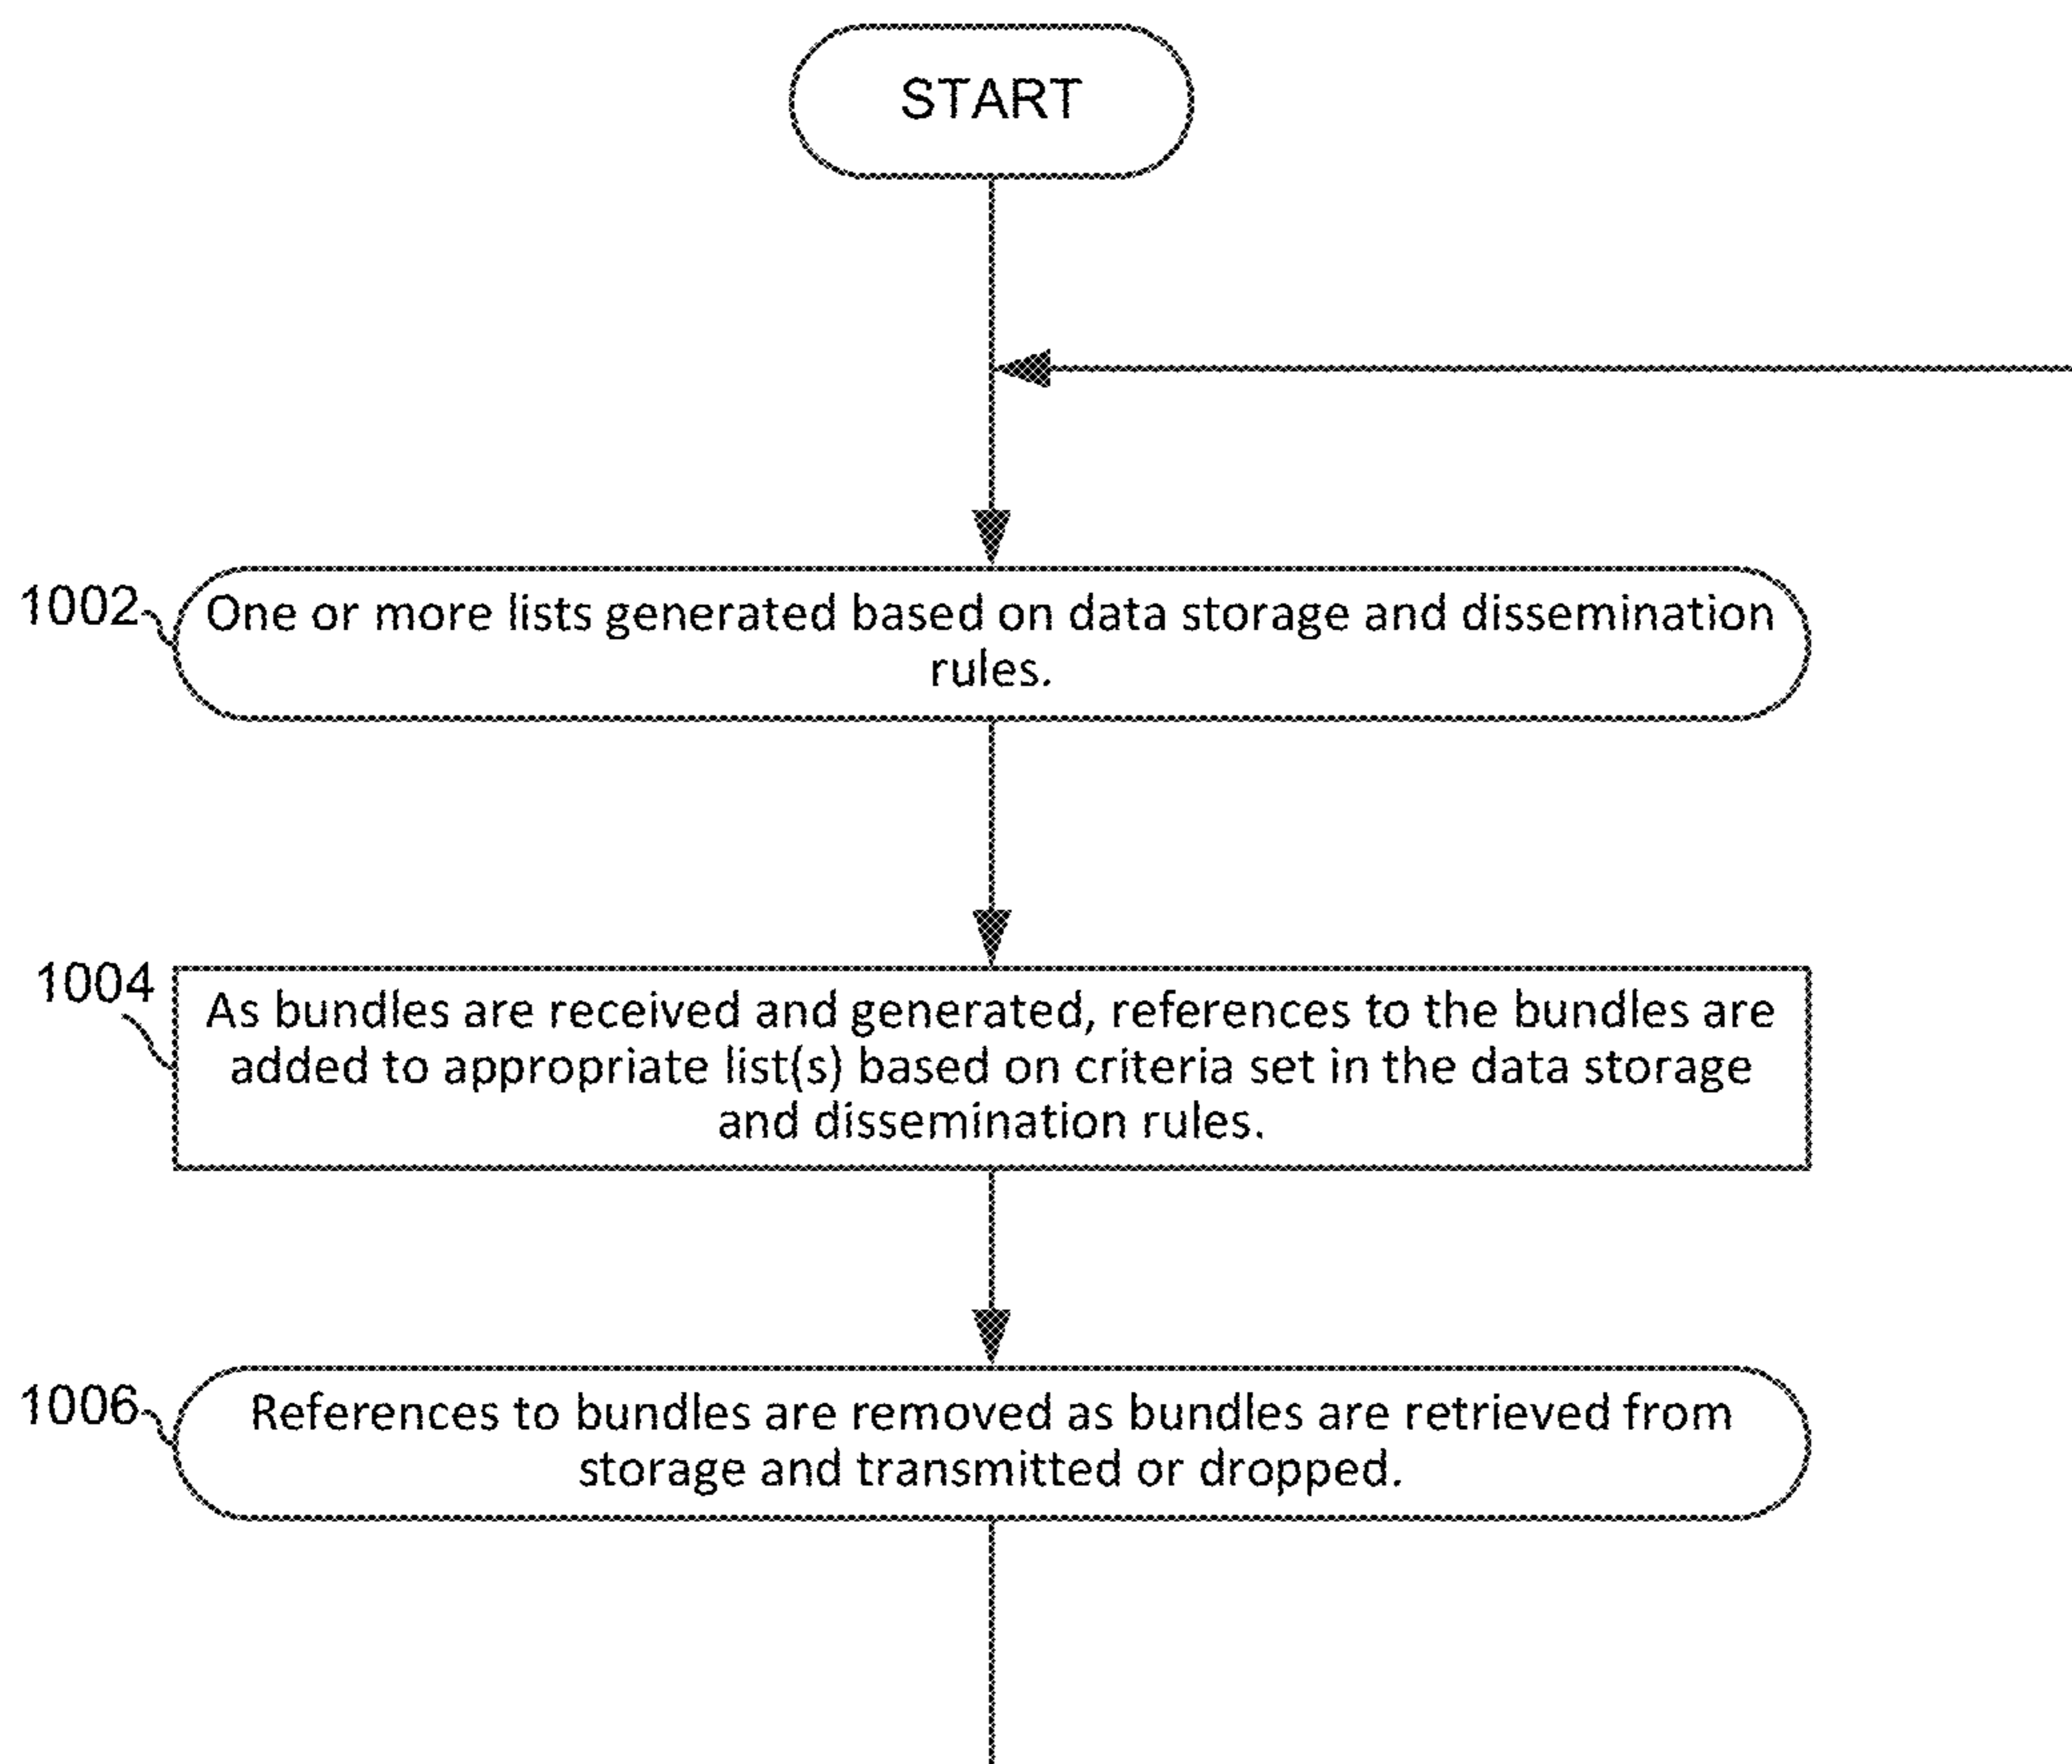 START
1002
One or more lists generated based on data storage and dissemination
rules.
1004
As bundles are received and generated, references to the bundles are
added to appropriate list(s) based on criteria set in the data storage
and dissemination rules.
1006
References to bundles are removed as bundles are retrieved from
storage and transmitted or dropped.